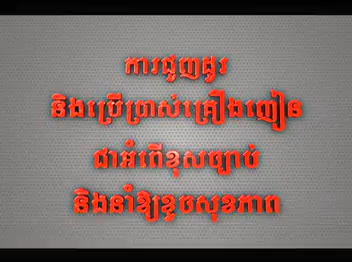 ការជួញដូរ
និងប្រើប្រាស់គ្រឿងញៀន
ជាអំពើខុសច្បាប់
និងនាំឱ្យខូចសុខភាព